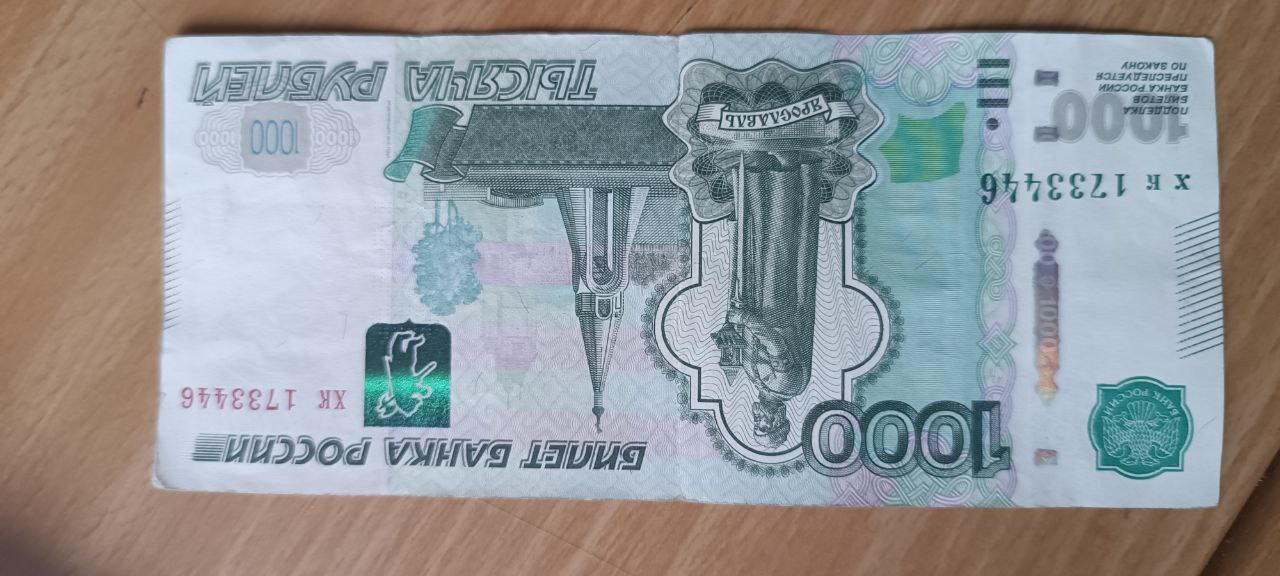 БАНК РОССИИ
1000
БИЛЕТ БАНКА РОССИИ
ХК 1733446
1000
хк 1733446
1000
ПОДДЕЛКА
БИЛЕТОВ
БАНКА РОССИИ
ПРЕСЛЕДУЕТСЯ
ПО ЗАКОНУ
ЯРОСЛАВЛЬ
1000 1000 1000
ТЫСЯЧА РУБЛЕЙ